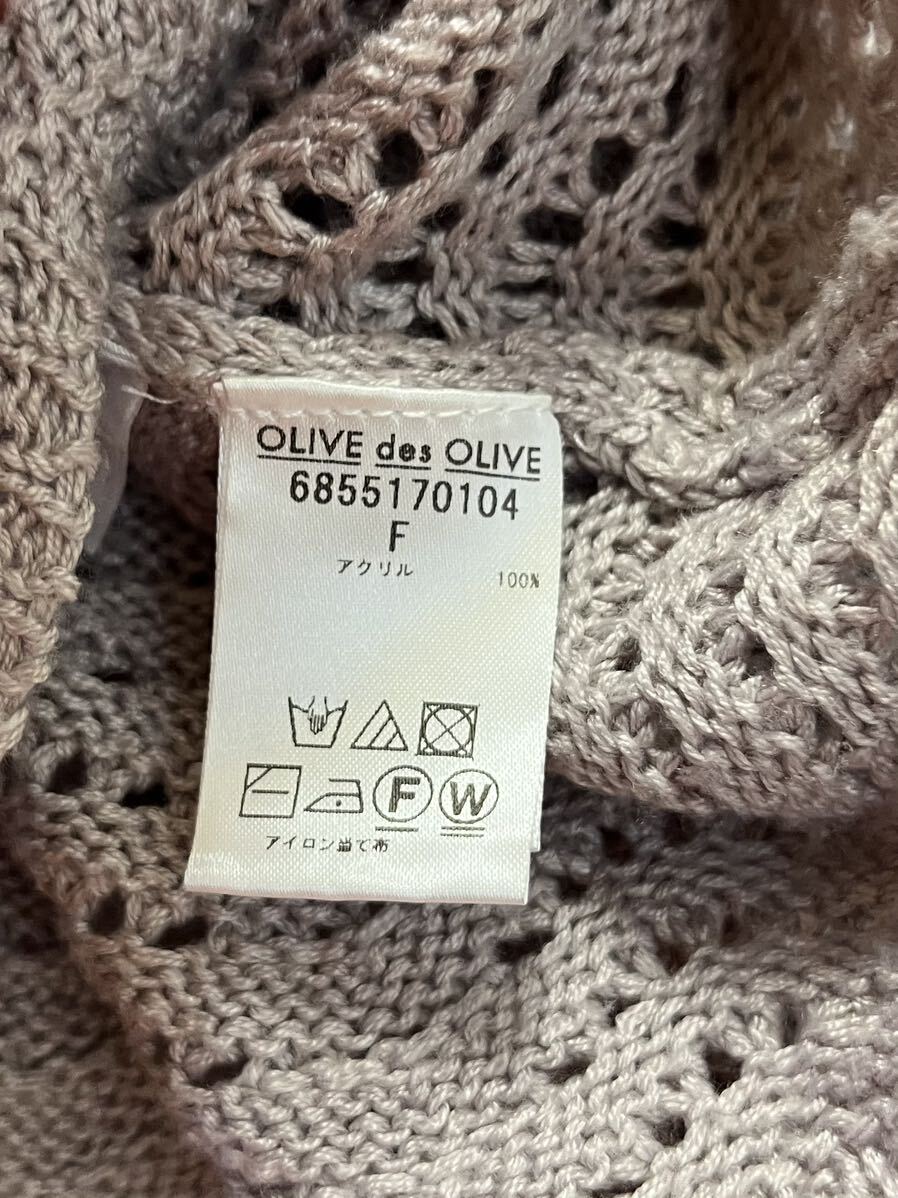 OLIVE des OLIVE
6855170104
F
アクリル 100%
F W
アイロン当て布